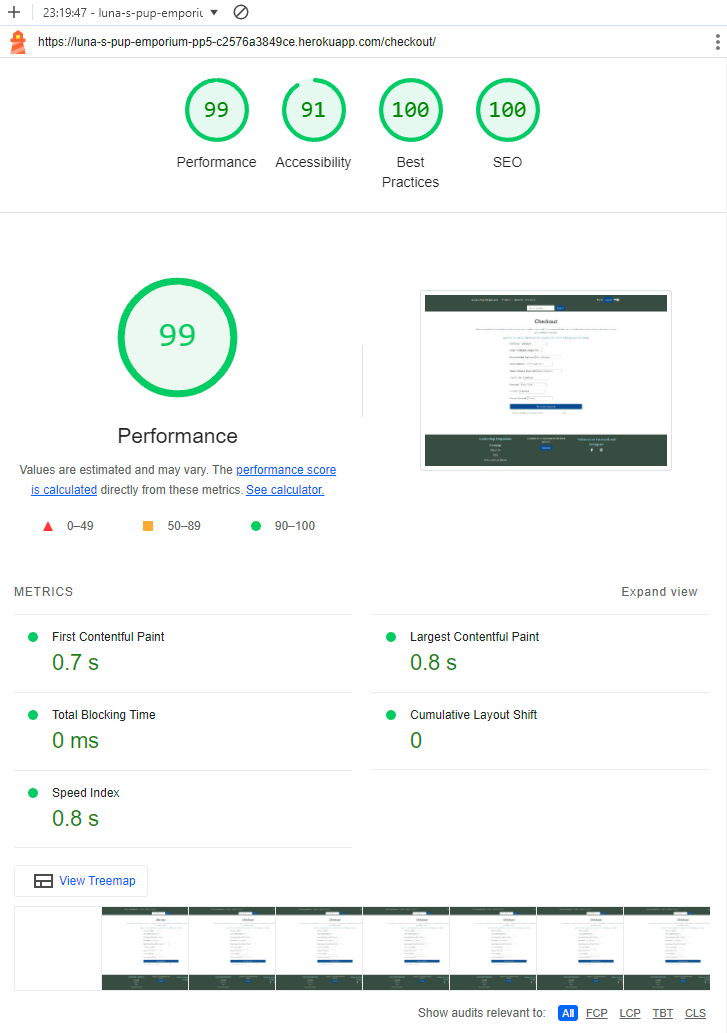 23:19:47 - luna-s-pup-emporiu
https://luna-s-pup-emporium-pp5-c2576a3849ce.herokuapp.com/checkout/
99 91 100 100
Performance Accessibility Best Practices SEO
99
Checkout
Performance
Values are estimated and may vary. The performance score
is calculated directly from these metrics. See calculator.
0–49 50–89 90–100
METRICS Expand view
First Contentful Paint
0.7 s
Largest Contentful Paint
0.8 s
Total Blocking Time
0 ms
Cumulative Layout Shift
0
Speed Index
0.8 s
View Treemap
Show audits relevant to: All FCP LCP TBT CLS